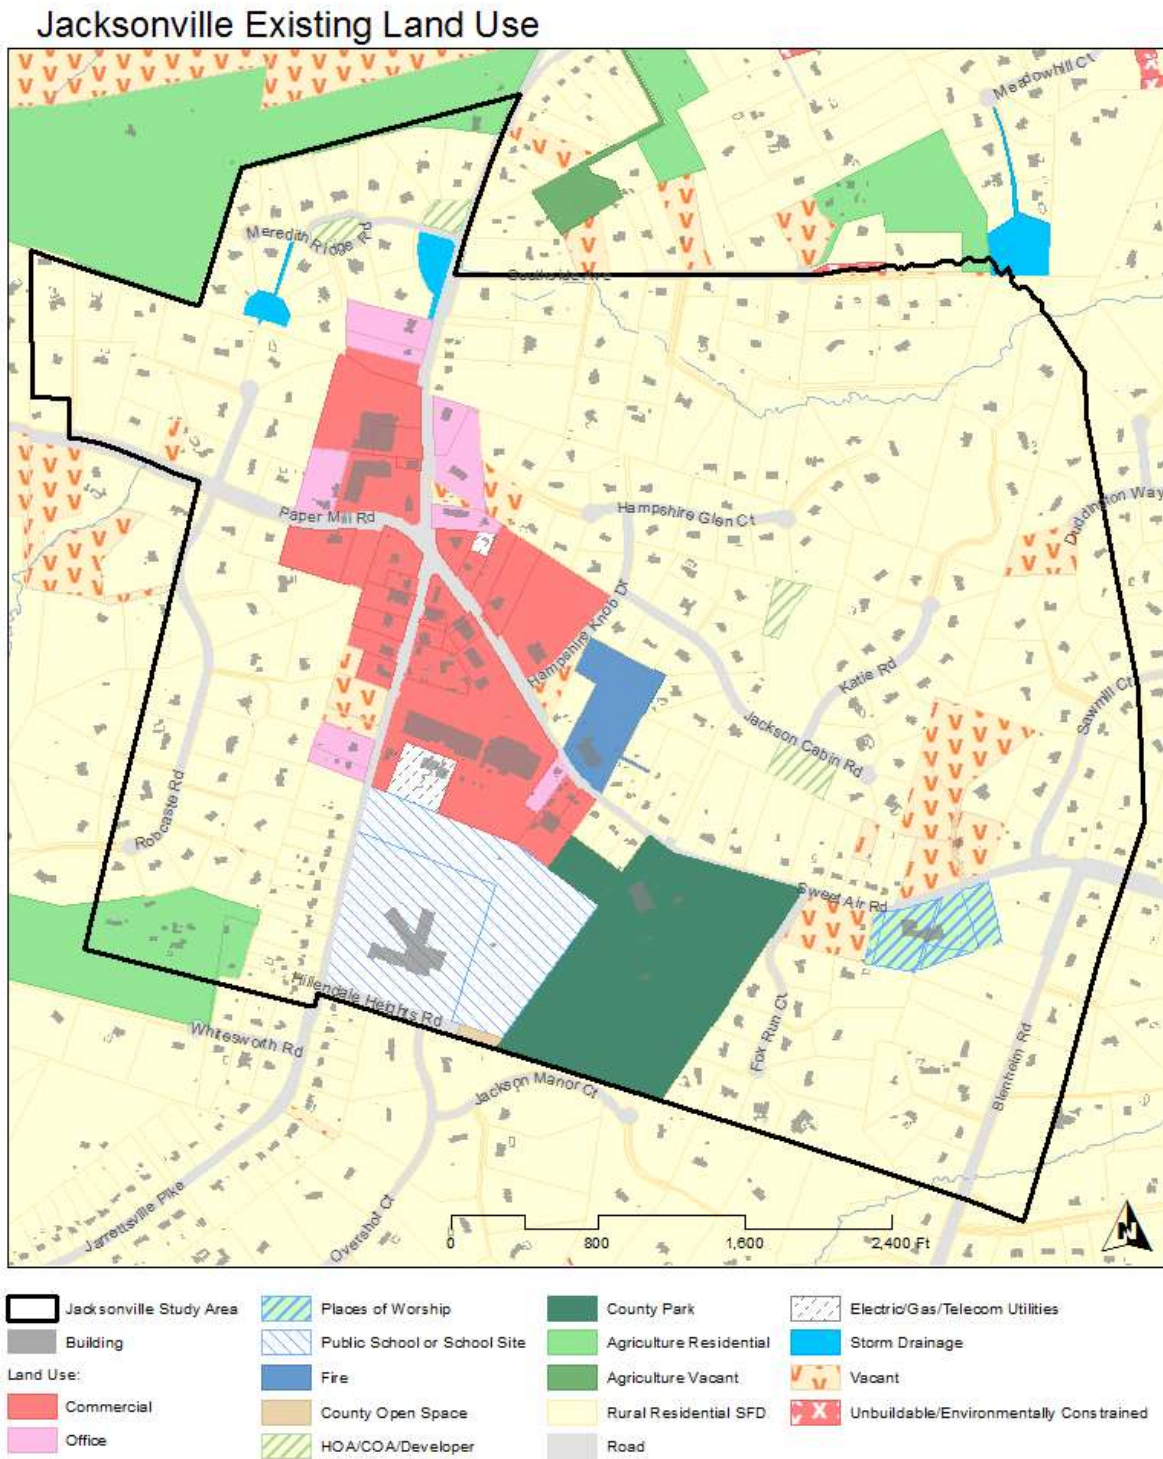 Jacksonville Existing Land Use
Meadowhill Ct
Meredith Ridge Rd
Southside Ave
Duddington Way
Hampshire Glen Ct
Paper Mill Rd
Hampshire Knob Dr
Katie Rd
Sawmill Ct
Jackson Cabin Rd
Robcaste Rd
Sweet Air Rd
Hillendale Heights Rd
Whitesworth Rd
Fox Run Ct
Blenheim Rd
Jackson Manor Ct
Jarrettsville Pike
Overshot Ct
0 800 1,600 2,400 Ft
N
Jacksonville Study Area
Building
Land Use:
Commercial
Office
Places of Worship
Public School or School Site
Fire
County Open Space
HOA/COA/Developer
County Park
Agriculture Residential
Agriculture Vacant
Rural Residential SFD
Road
Electric/Gas/Telecom Utilities
Storm Drainage
Vacant
Unbuildable/Environmentally Constrained